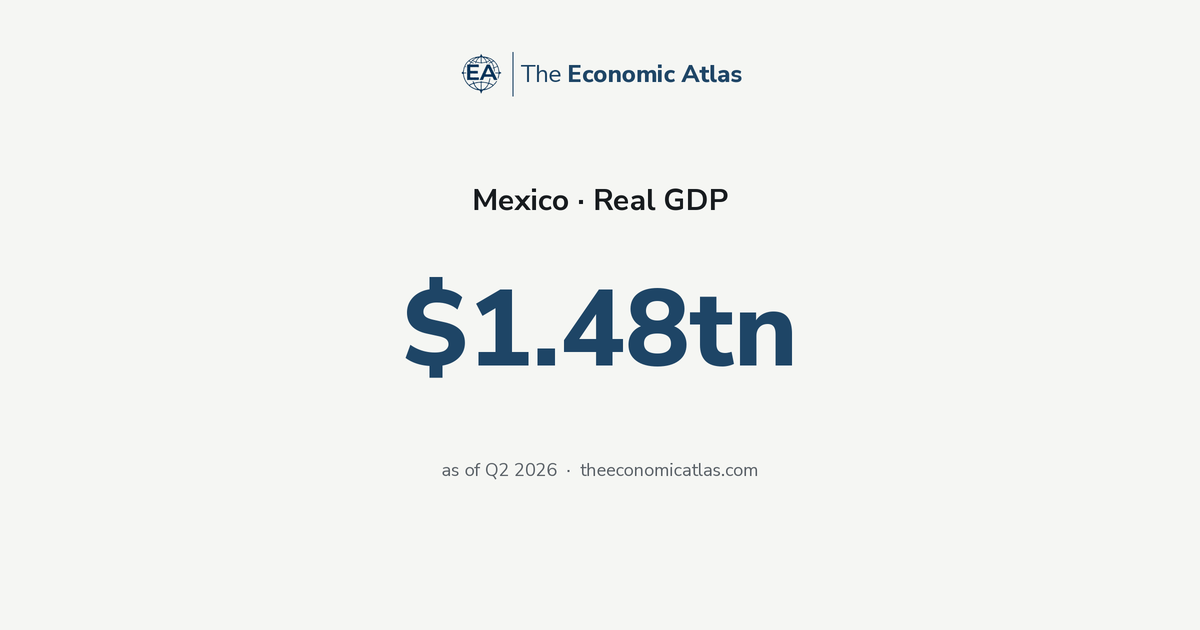 EA The Economic Atlas
Mexico · Real GDP
$1.48tn
as of Q2 2026 · theeconomicatlas.com